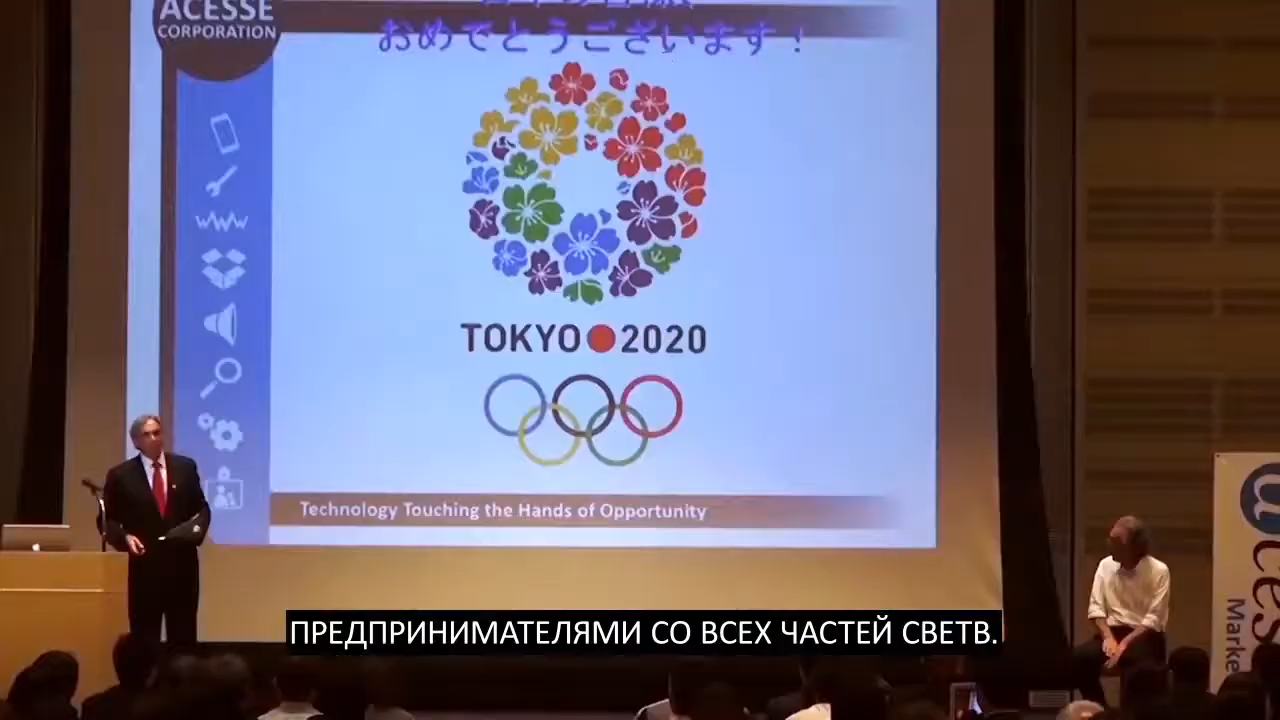 ACESSE
CORPORATION
おめでとうございます!
TOKYO 2020
Technology Touching the Hands of Opportunity
ПРЕДПРИНИМАТЕЛЯМИ СО ВСЕХ ЧАСТЕЙ СВЕТВ.